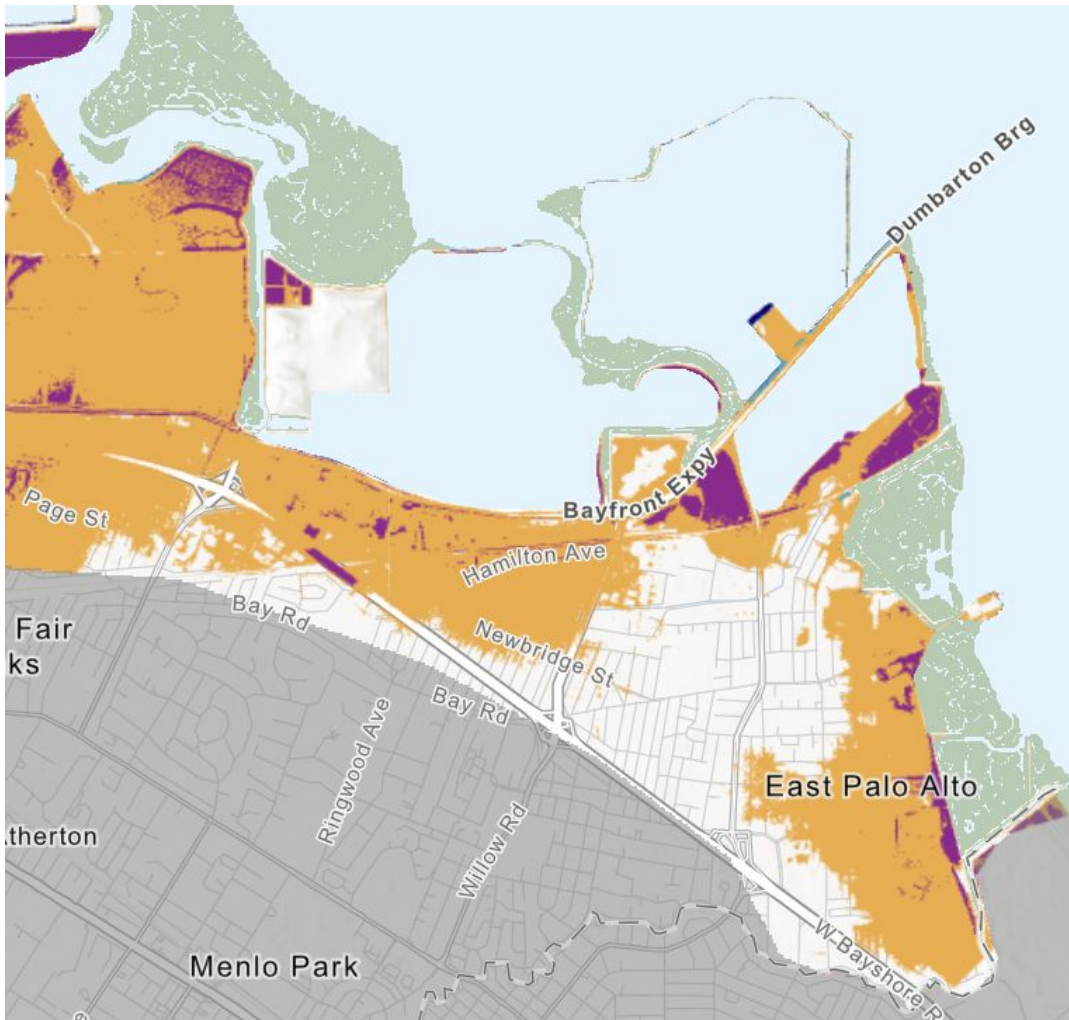 Dumbarton Brg
Bayfront Expy
Page St
Hamilton Ave
Bay Rd
Fair
ks
Newbridge St
Bay Rd
Ringwood Ave
East Palo Alto
Willow Rd
Atherton
Menlo Park
W Bayshore R
e